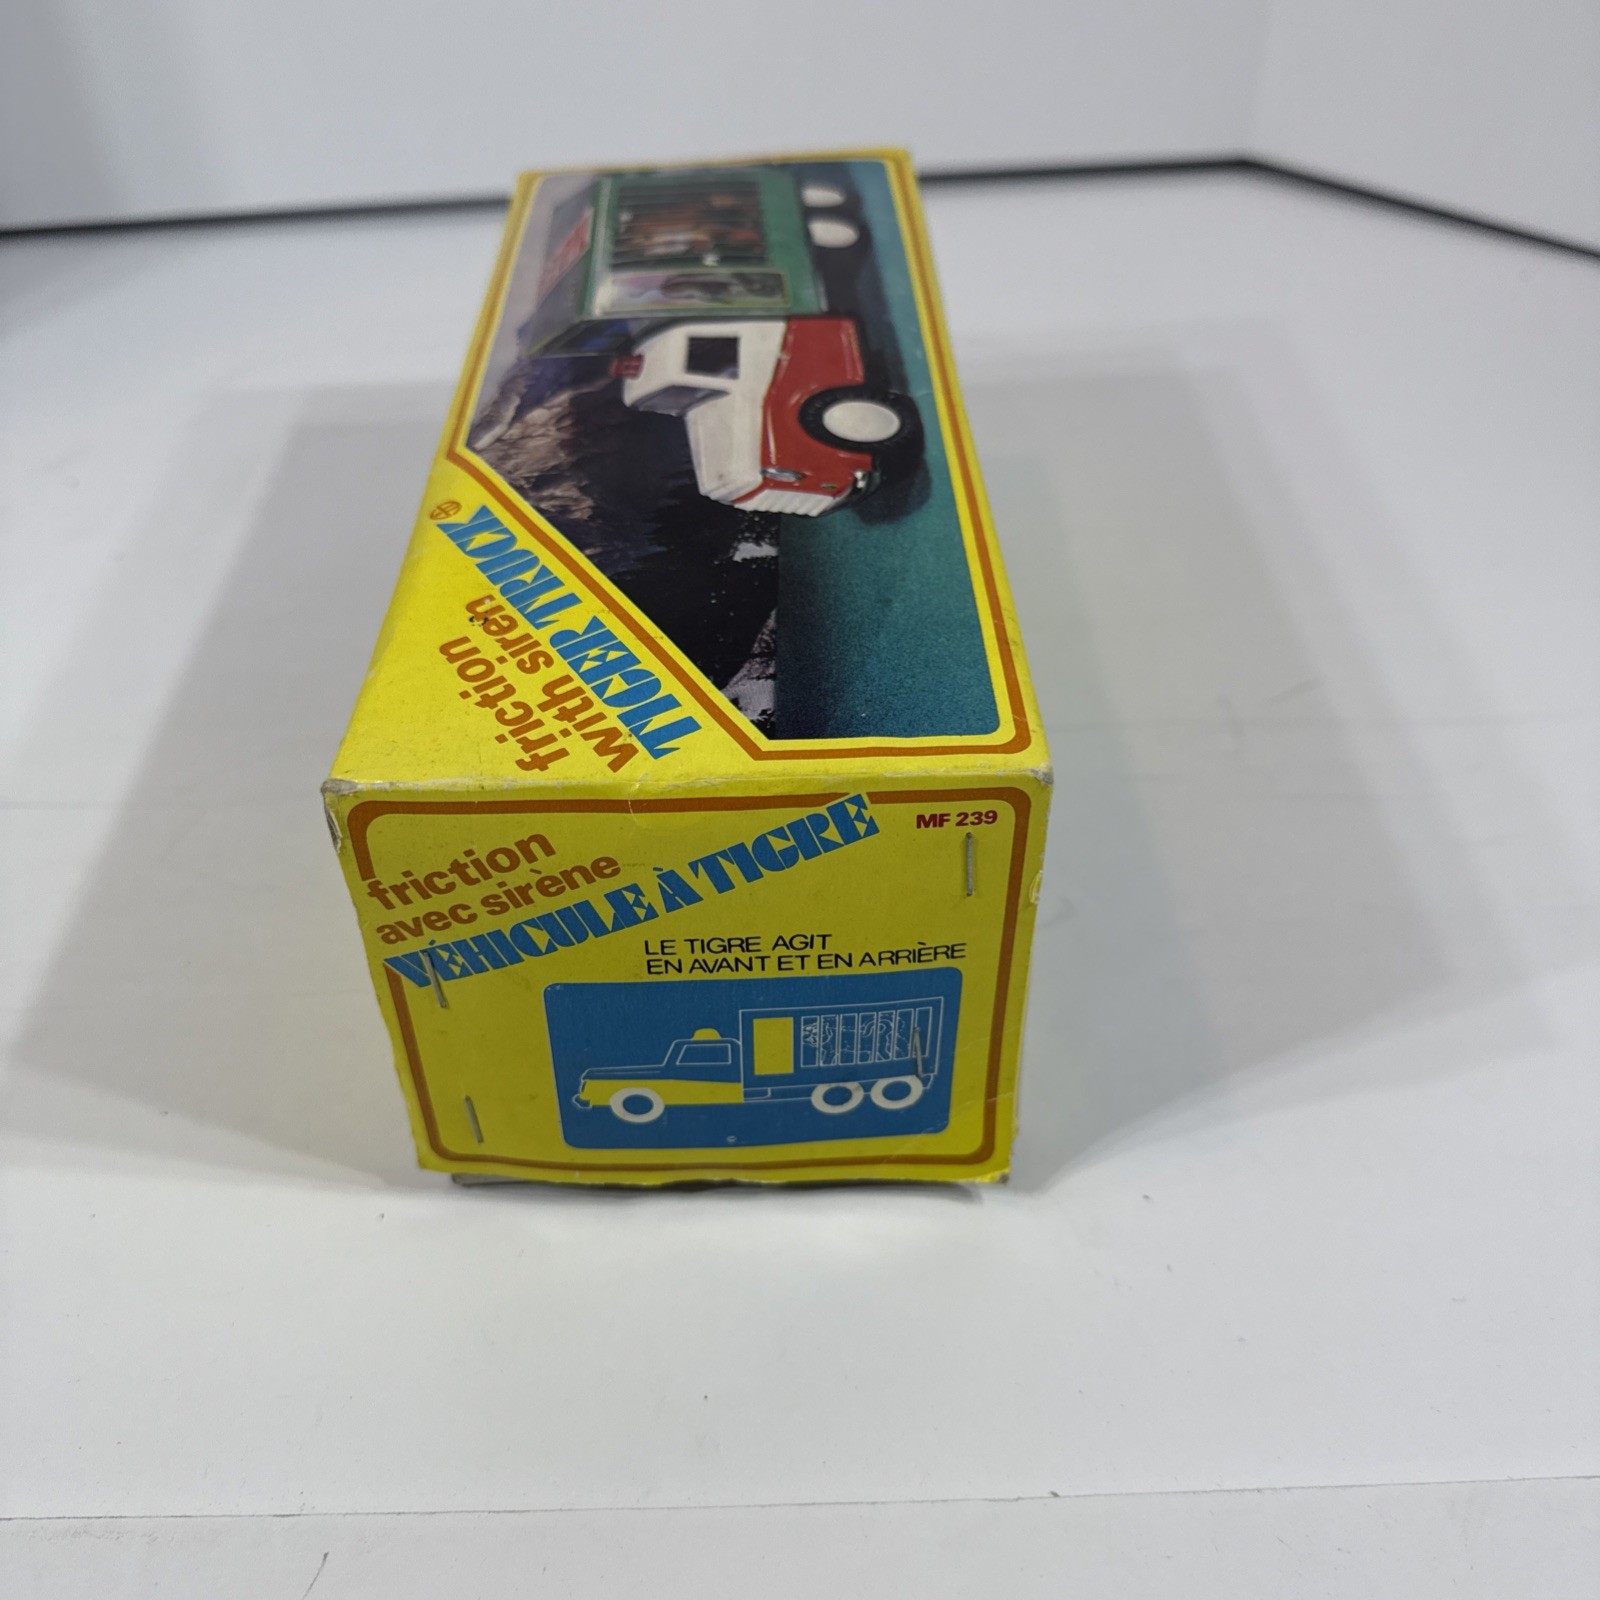 friction
with siren
TIGER TRUCK
MF 239
friction
avec sirène
VÉHICULE À TIGRE
LE TIGRE AGIT
EN AVANT ET EN ARRIÈRE